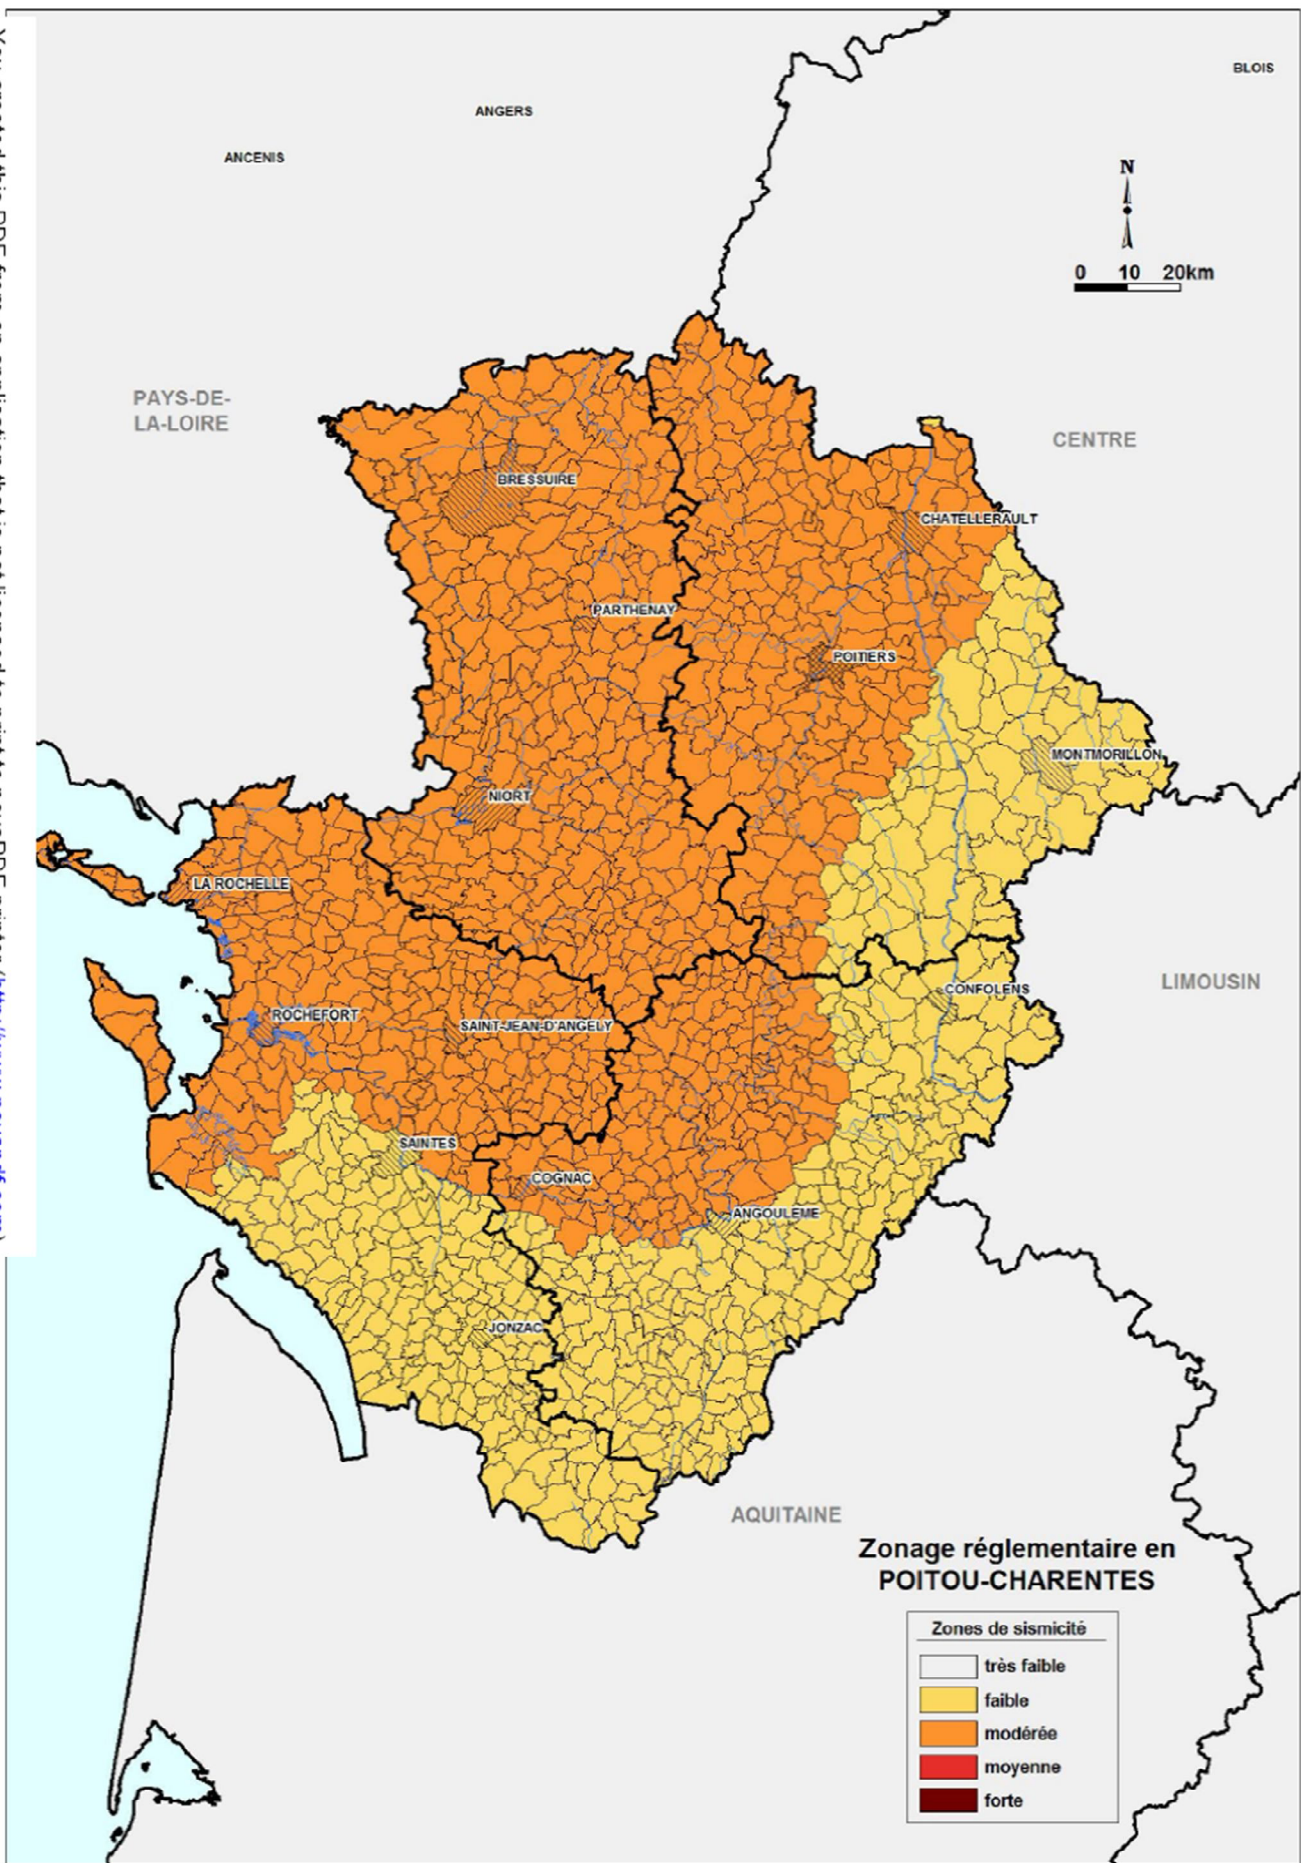 BLOIS
ANGERS
ANCENIS
N
0 10 20km
PAYS-DE-
LA-LOIRE
CENTRE
BRESSUIRE
CHATELLERAULT
PARTHENAY
POITIERS
MONTMORILLON
NIORT
LA ROCHELLE
LIMOUSIN
CONFOLENS
ROCHEFORT
SAINT-JEAN-D'ANGELY
SAINTES
COGNAC
ANGOULEME
JONZAC
AQUITAINE
Zonage réglementaire en
POITOU-CHARENTES
Zones de sismicité
très faible
faible
modérée
moyenne
forte